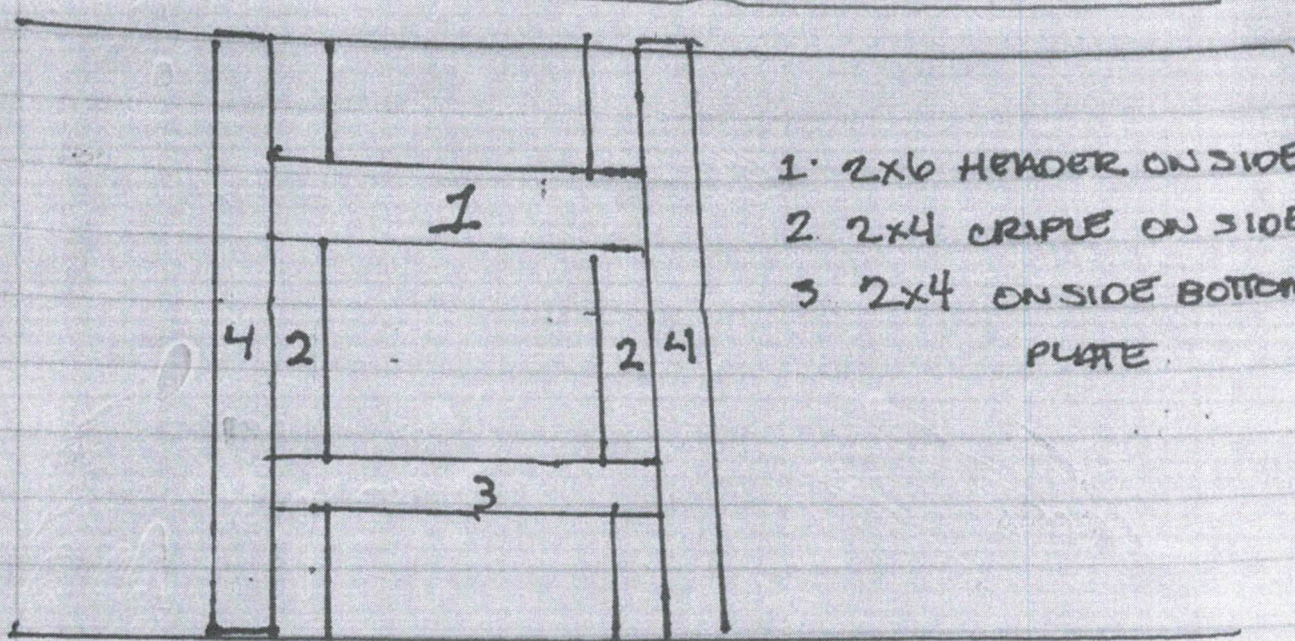 1. 2x6 HEADER ON SIDE
2. 2x4 CRIPLE ON SIDE
3 2x4 ON SIDE BOTTOM
PLATE.
1
4 2 2 4
3